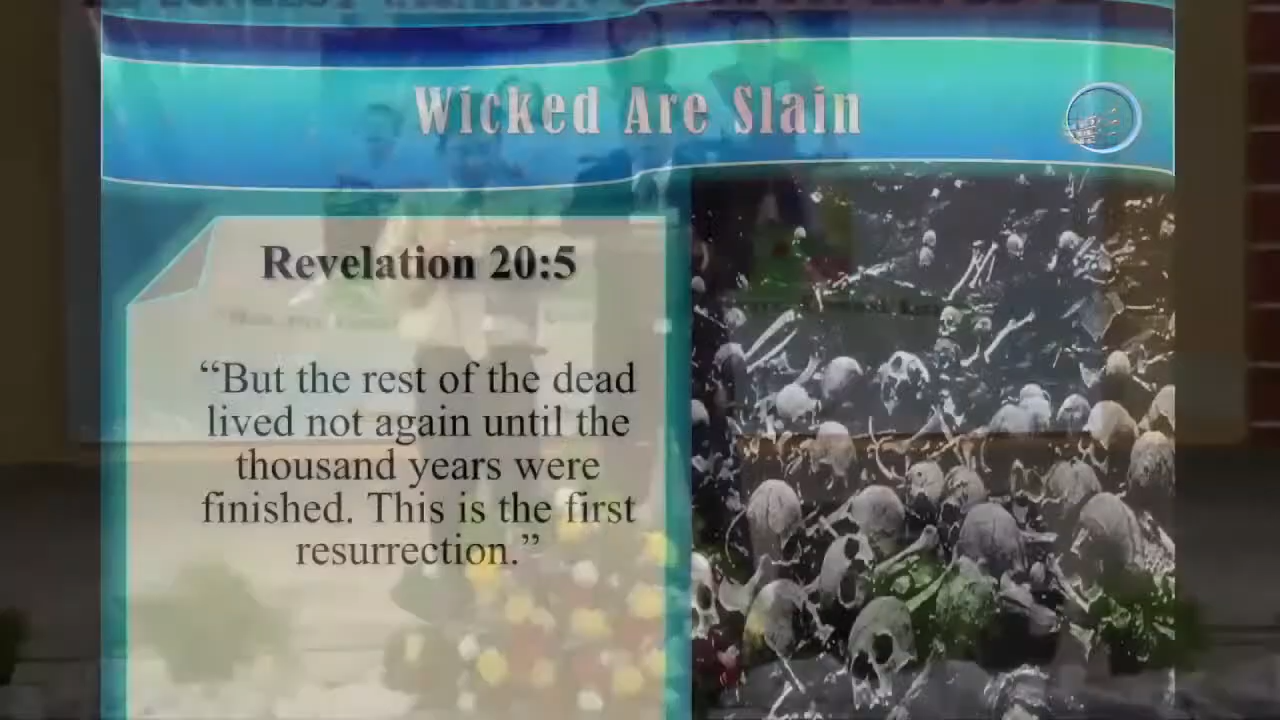 Wicked Are Slain
Revelation 20:5
“But the rest of the dead
lived not again until the
thousand years were
finished. This is the first
resurrection.”